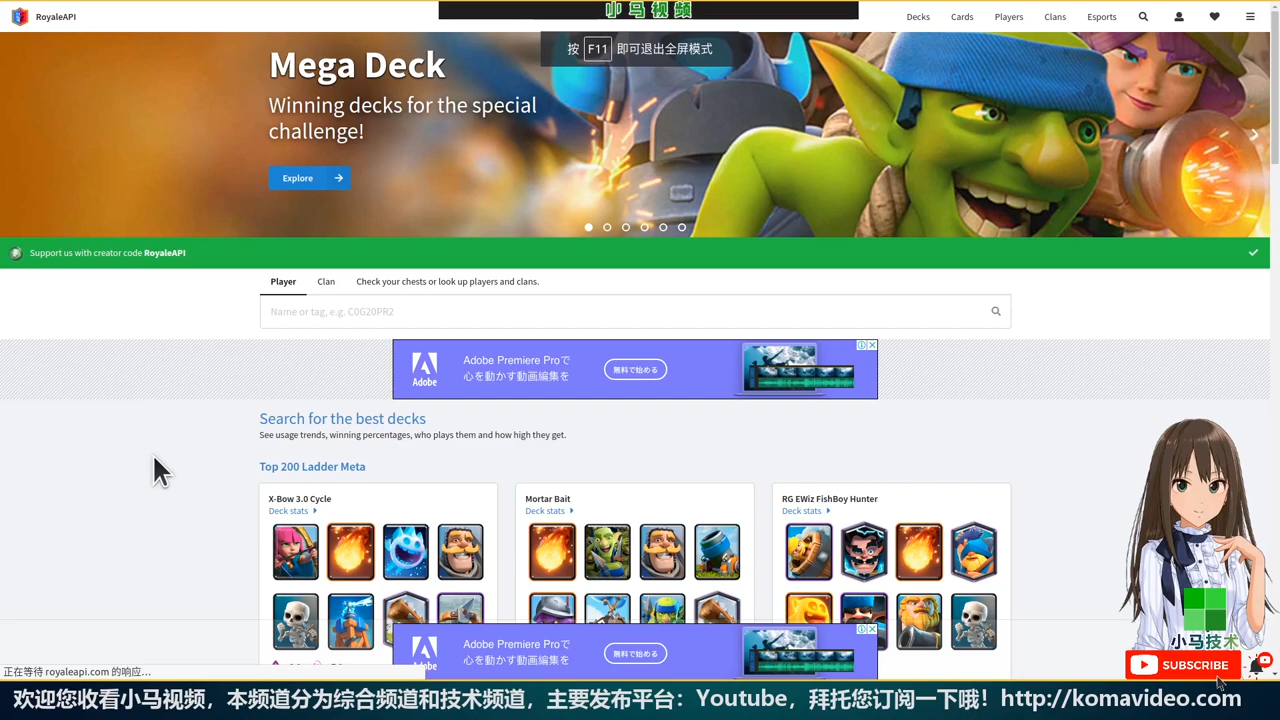 RoyaleAPI
小马视频
Decks
Cards
Players
Clans
Esports
按 F11 即可退出全屏模式
Mega Deck
Winning decks for the special
challenge!
Explore
Support us with creator code RoyaleAPI
Player
Clan
Check your chests or look up players and clans.
Name or tag, e.g. C0G20PR2
Adobe
Adobe Premiere Proで
心を動かす動画編集を
無料で始める
Search for the best decks
See usage trends, winning percentages, who plays them and how high they get.
Top 200 Ladder Meta
X-Bow 3.0 Cycle
Deck stats
Mortar Bait
Deck stats
RG EWiz FishBoy Hunter
Deck stats
Adobe
Adobe Premiere Proで
心を動かす動画編集を
無料で始める
小马技术
SUBSCRIBE
正在等待 royaleapi.com 的响应…
欢迎您收看小马视频，本频道分为综合频道和技术频道，主要发布平台：Youtube，拜托您订阅一下哦！http://komavideo.com